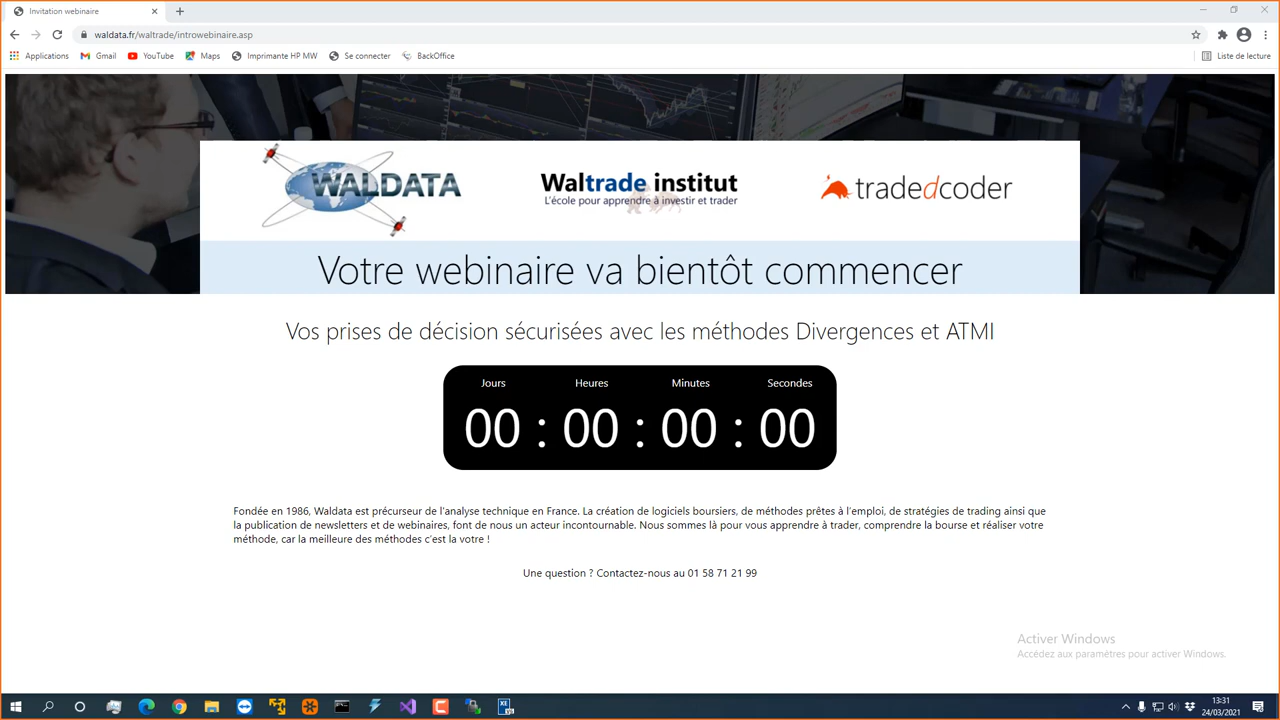 Invitation webinaire
waldata.fr/waltrade/introwebinaire.asp
Applications
Gmail
YouTube
Maps
Imprimante HP MW
Se connecter
BackOffice
Liste de lecture
WALDATA
Waltrade institut
L'école pour apprendre à investir et trader
tradedcoder
Votre webinaire va bientôt commencer
Vos prises de décision sécurisées avec les méthodes Divergences et ATMI
Jours Heures Minutes Secondes
00 : 00 : 00 : 00
Fondée en 1986, Waldata est précurseur de l'analyse technique en France. La création de logiciels boursiers, de méthodes prêtes à l'emploi, de stratégies de trading ainsi que
la publication de newsletters et de webinaires, font de nous un acteur incontournable. Nous sommes là pour vous apprendre à trader, comprendre la bourse et réaliser votre
méthode, car la meilleure des méthodes c'est la votre !
Une question ? Contactez-nous au 01 58 71 21 99
Activer Windows
Accédez aux paramètres pour activer Windows.
13:31
24/03/2021